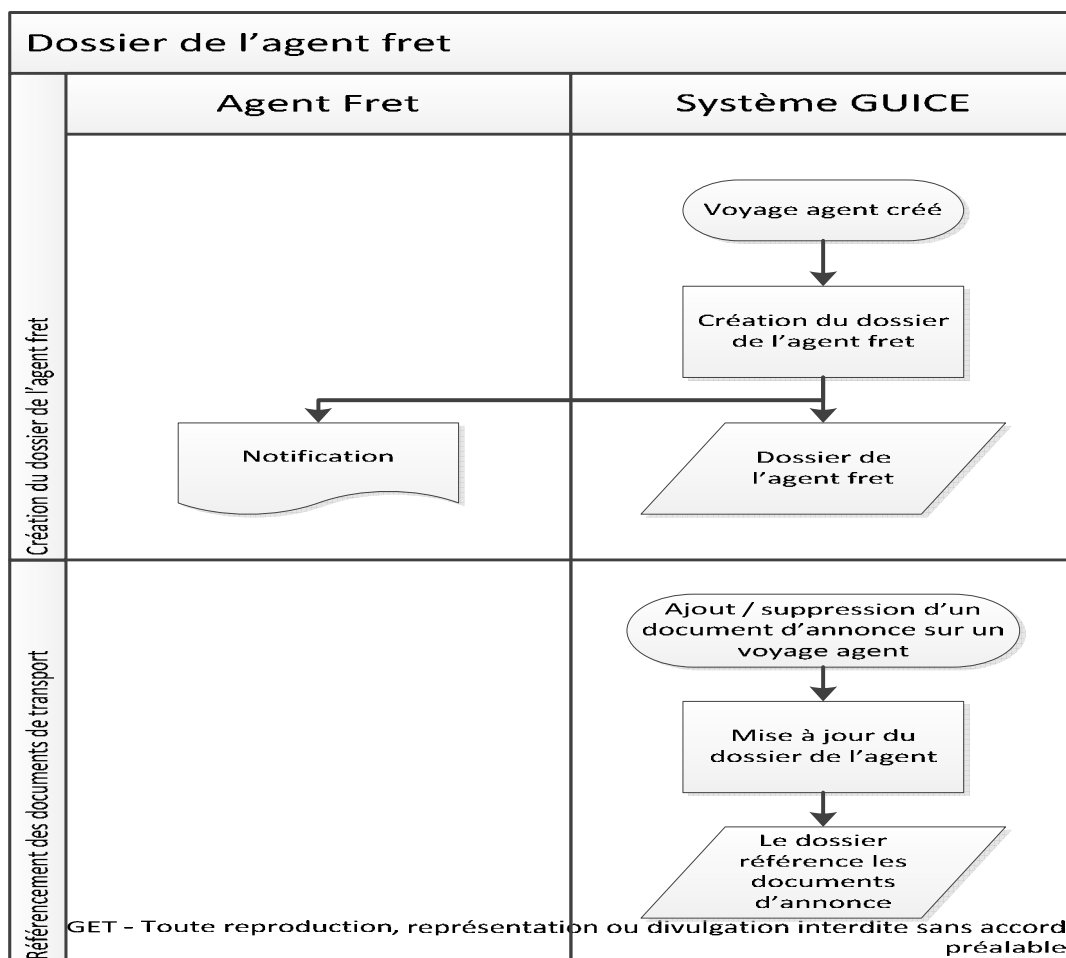 Dossier de l’agent fret
Agent Fret
Système GUICE
Création du dossier de l’agent fret
Voyage agent créé
Création du dossier
de l’agent fret
Notification
Dossier de
l’agent fret
Référencement des documents de transport
Ajout / suppression d’un
document d’annonce sur un
voyage agent
Mise à jour du
dossier de l’agent
Le dossier
référence les
documents
d’annonce
GET - Toute reproduction, représentation ou divulgation interdite sans accord
préalable